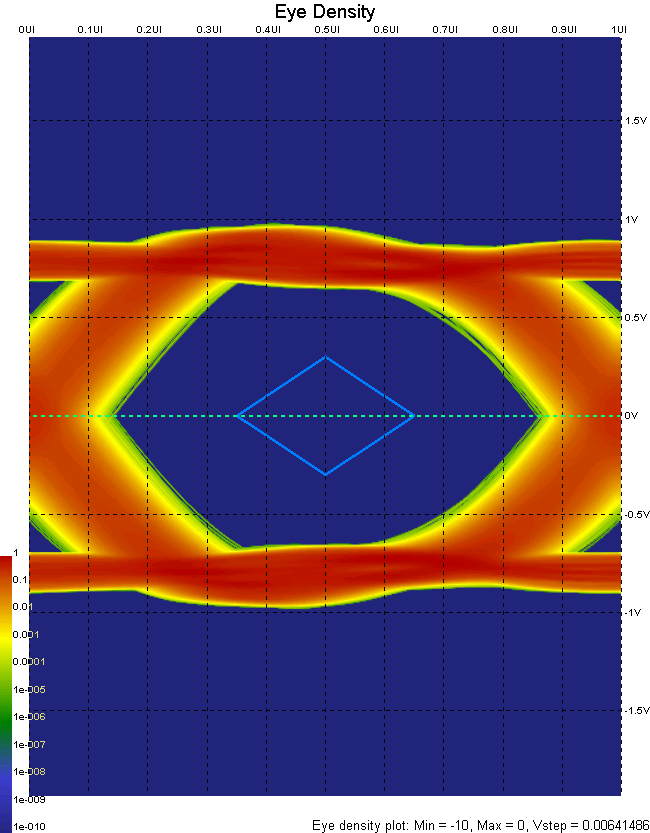 Eye Density
0UI 0.1UI 0.2UI 0.3UI 0.4UI 0.5UI 0.6UI 0.7UI 0.8UI 0.9UI 1UI
1.5V
1V
0.5V
0V
-0.5V
-1V
-1.5V
1
0.1
0.01
0.001
0.0001
1e-005
1e-006
1e-007
1e-008
1e-009
1e-010
Eye density plot: Min = -10, Max = 0, Vstep = 0.00641486